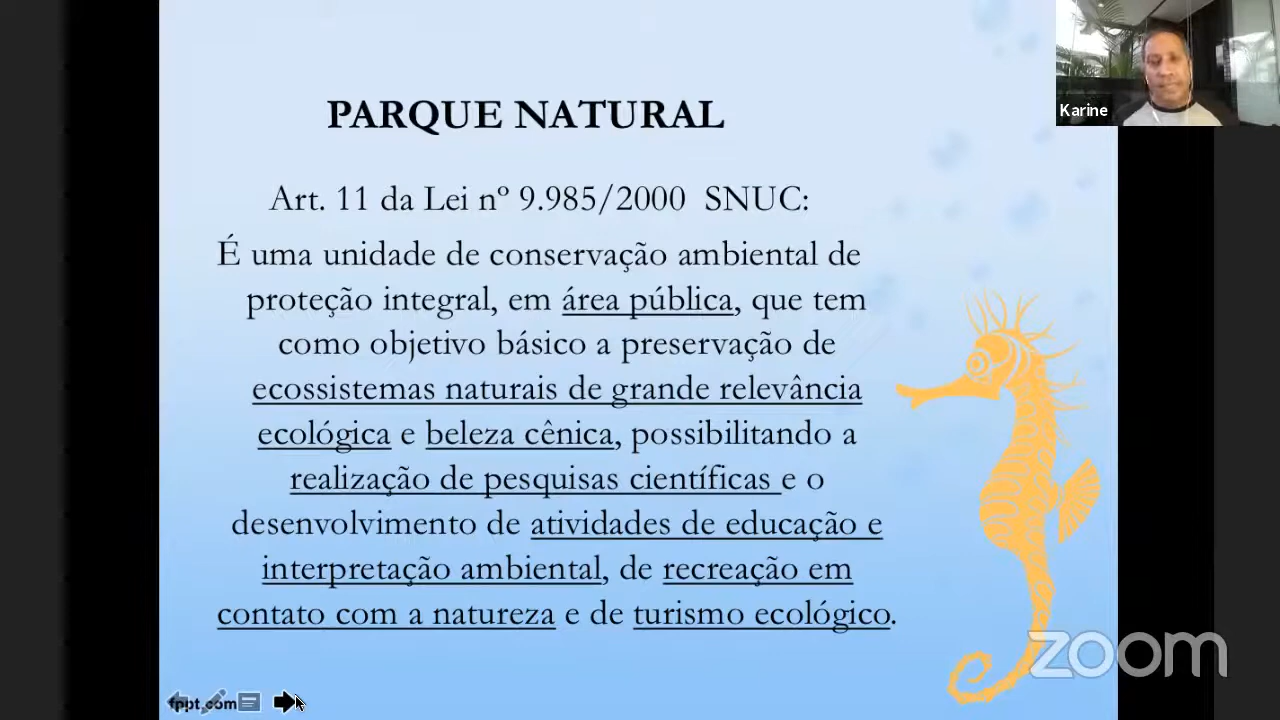 PARQUE NATURAL
Karine
Art. 11 da Lei nº 9.985/2000 SNUC:
É uma unidade de conservação ambiental de
proteção integral, em área pública, que tem
como objetivo básico a preservação de
ecossistemas naturais de grande relevância
ecológica e beleza cênica, possibilitando a
realização de pesquisas científicas e o
desenvolvimento de atividades de educação e
interpretação ambiental, de recreação em
contato com a natureza e de turismo ecológico.
zoom
fppt.com